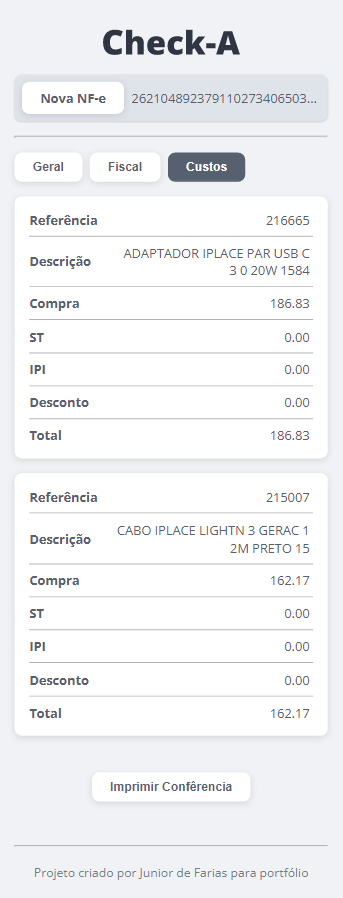 Check-A
Nova NF-e 262104892379110273406503...
Geral Fiscal Custos
Referência 216665
Descrição ADAPTADOR IPLACE PAR USB C
3 0 20W 1584
Compra 186.83
ST 0.00
IPI 0.00
Desconto 0.00
Total 186.83
Referência 215007
Descrição CABO IPLACE LIGHTN 3 GERAC 1
2M PRETO 15
Compra 162.17
ST 0.00
IPI 0.00
Desconto 0.00
Total 162.17
Imprimir Confêrencia
Projeto criado por Junior de Farias para portfólio